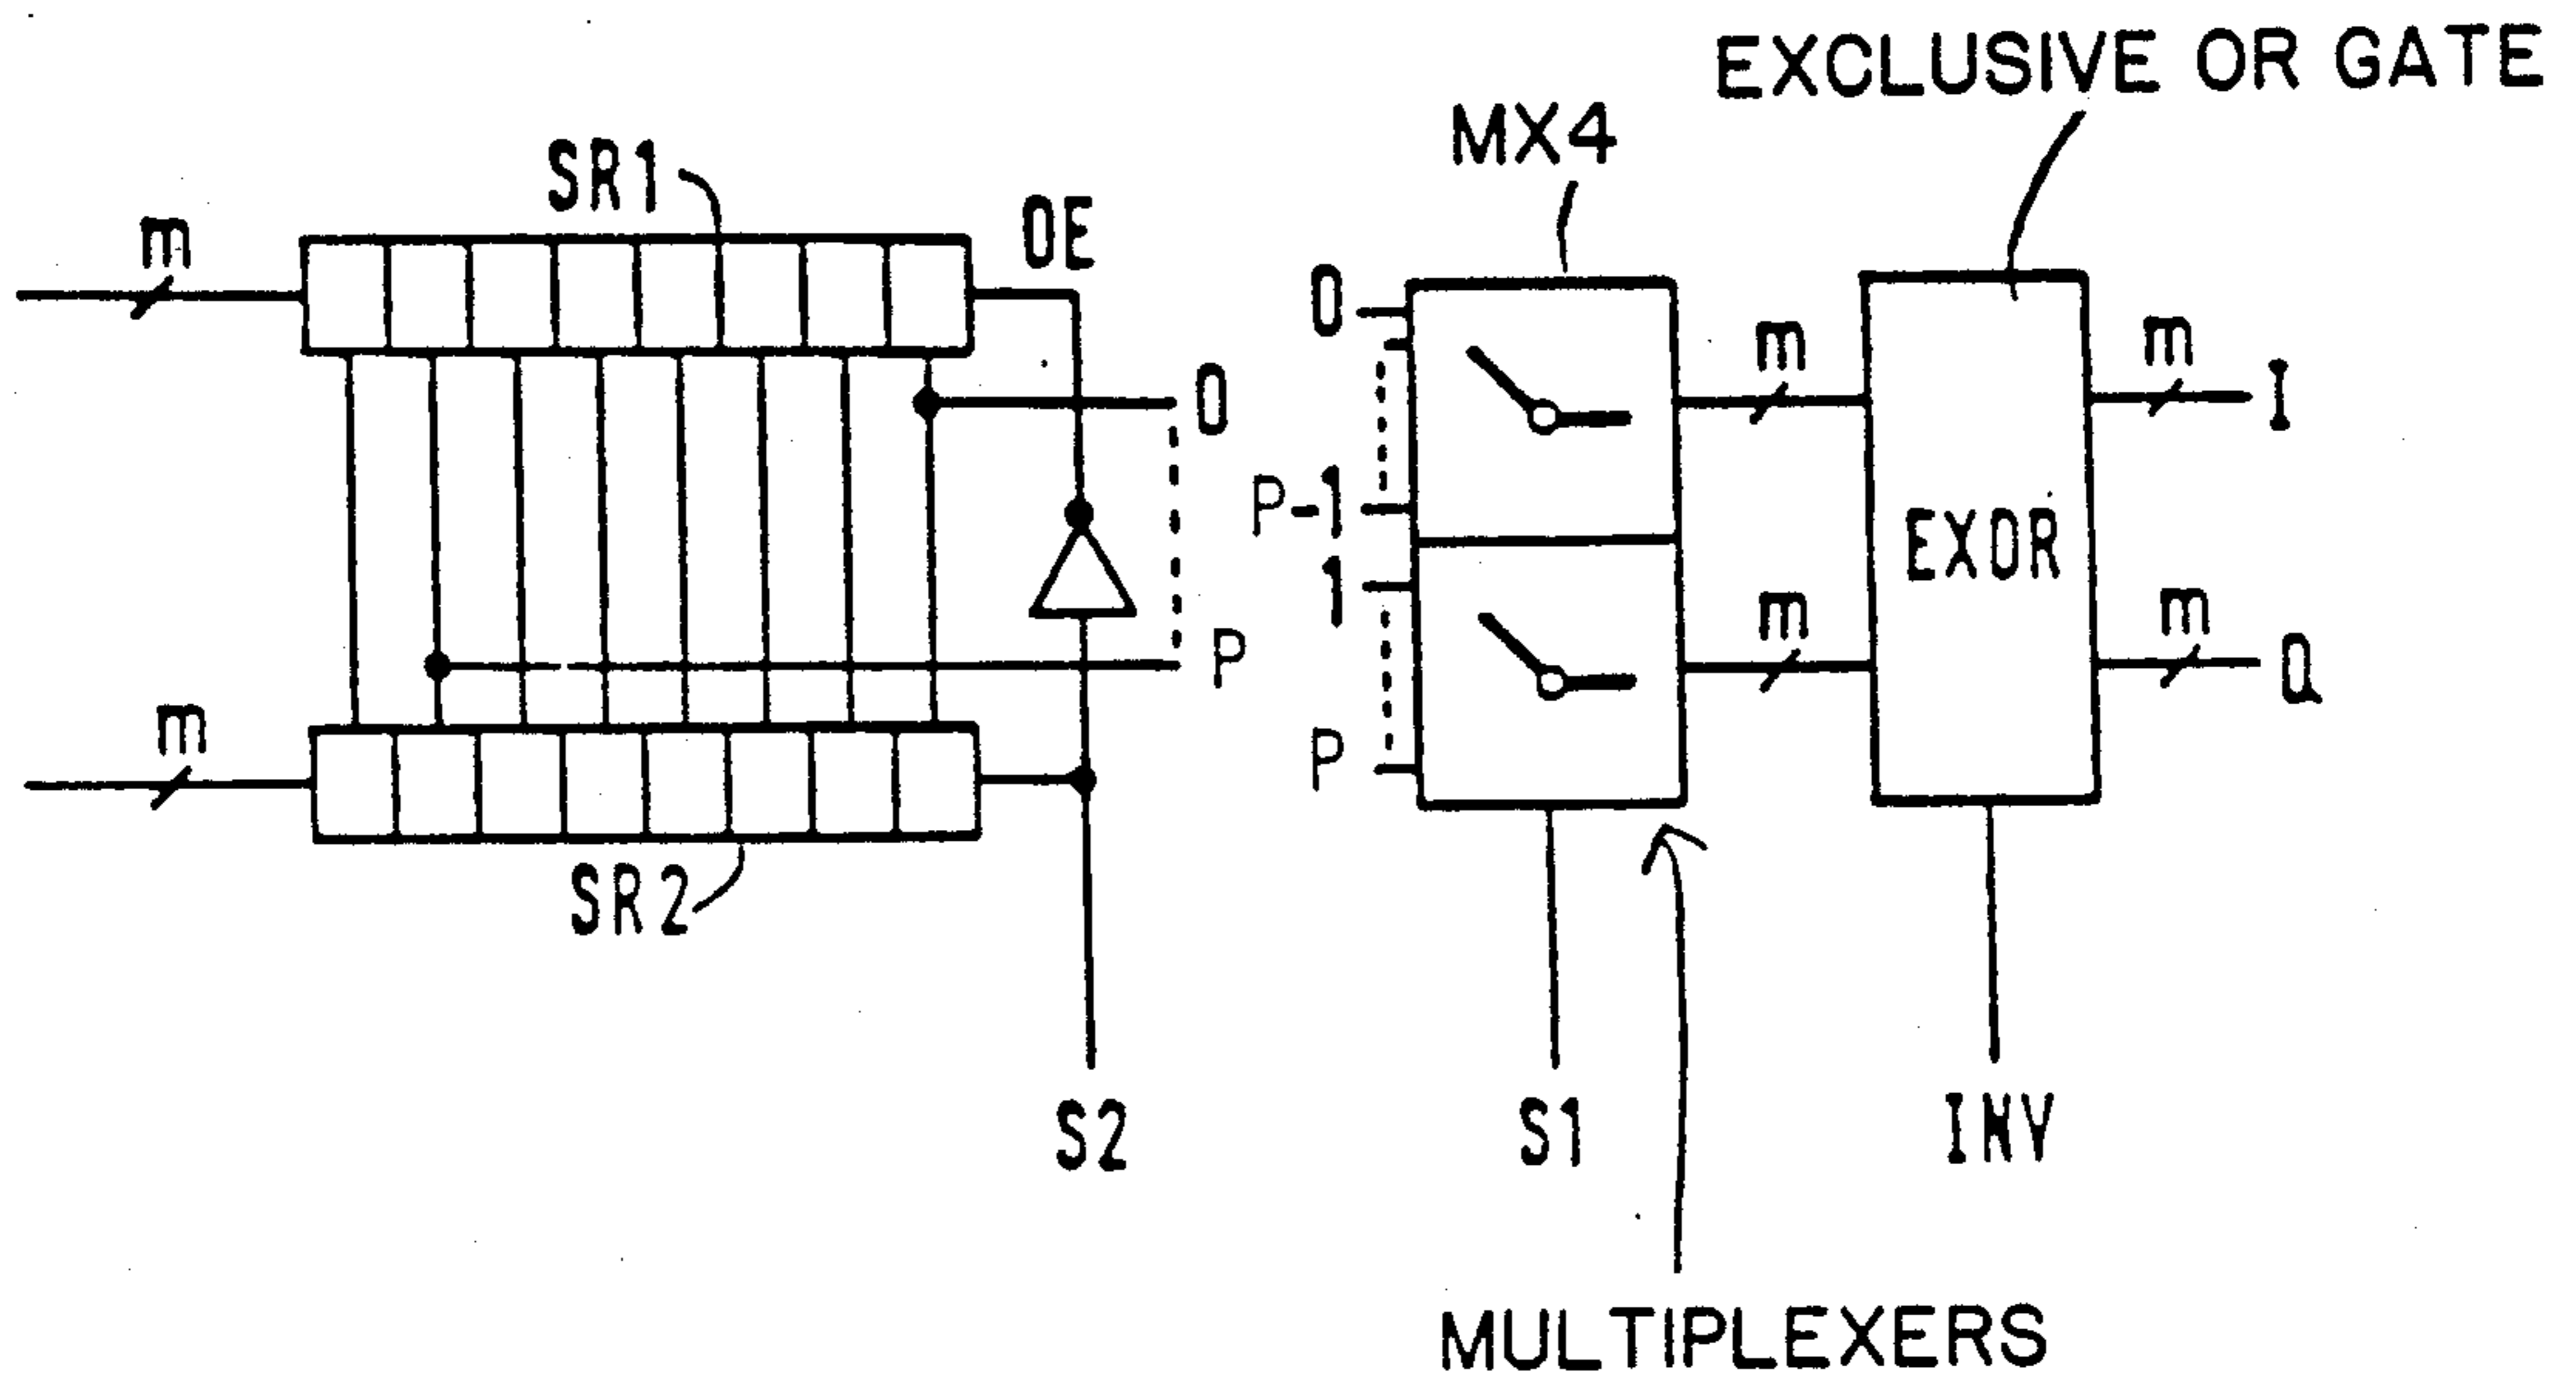 EXCLUSIVE OR GATE
MX4
SR1
OE
m
m
m
I
0
0
P-1
EXOR
1
m
m
Q
P
m
P
SR2
S2
S1
INV
MULTIPLEXERS